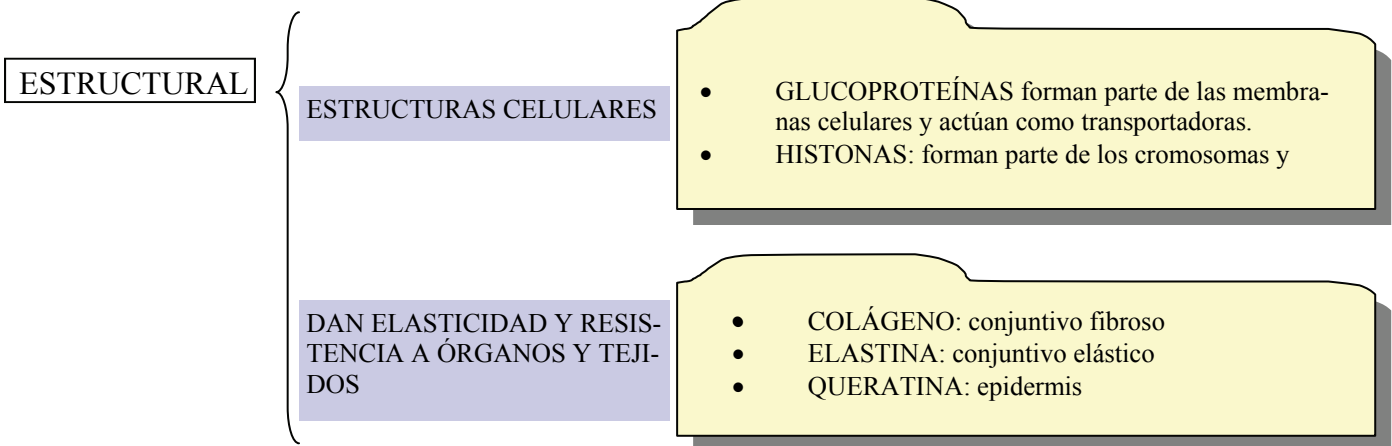 ESTRUCTURAL
ESTRUCTURAS CELULARES
• GLUCOPROTEÍNAS forman parte de las membra-
nas celulares y actúan como transportadoras.
• HISTONAS: forman parte de los cromosomas y
DAN ELASTICIDAD Y RESIS-
TENCIA A ÓRGANOS Y TEJI-
DOS
• COLÁGENO: conjuntivo fibroso
• ELASTINA: conjuntivo elástico
• QUERATINA: epidermis